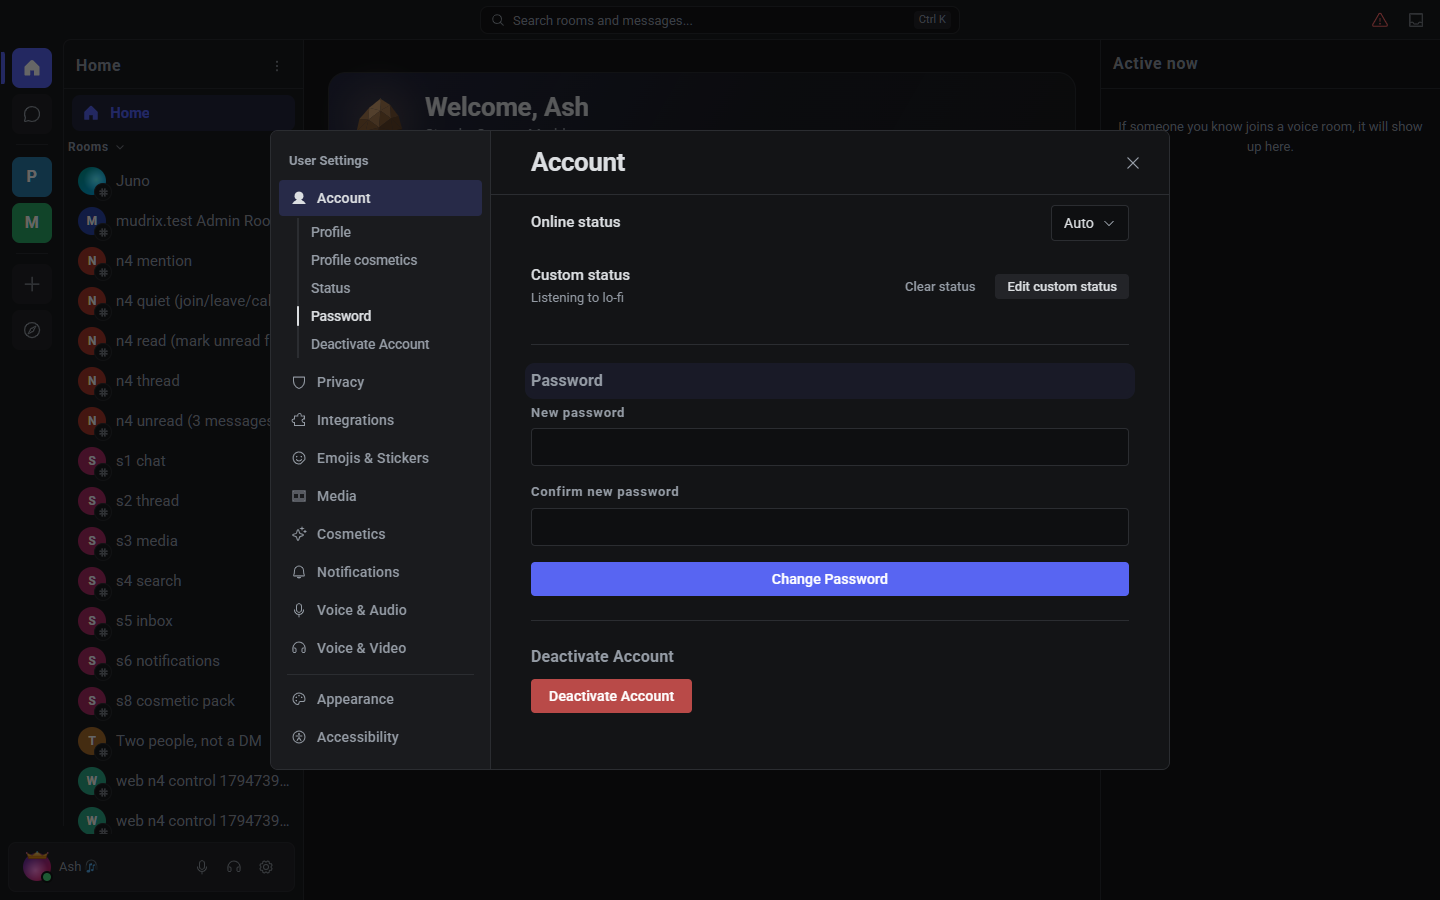 Search rooms and messages...
Ctrl K
Home
Home
Rooms
P
M
Juno
M
mudrix.test Admin Roo
N
n4 mention
N
n4 quiet (join/leave/cal
N
n4 read (mark unread f
N
n4 thread
N
n4 unread (3 messages
S
s1 chat
S
s2 thread
S
s3 media
S
s4 search
S
s5 inbox
S
s6 notifications
S
s8 cosmetic pack
T
Two people, not a DM
W
web n4 control 1794739...
W
web n4 control 1794739...
Ash
Welcome, Ash
Active now
If someone you know joins a voice room, it will show
up here.
User Settings
Account
Profile
Profile cosmetics
Status
Password
Deactivate Account
Privacy
Integrations
Emojis & Stickers
Media
Cosmetics
Notifications
Voice & Audio
Voice & Video
Appearance
Accessibility
Account
Online status
Auto
Custom status
Listening to lo-fi
Clear status
Edit custom status
Password
New password
Confirm new password
Change Password
Deactivate Account
Deactivate Account